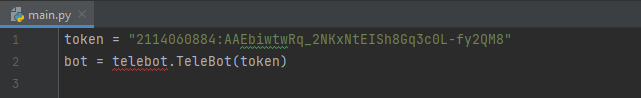 main.py
1 token = "2114060884:AAEbiwtwRq_2NKxNtEISh8Gq3c0L-fy2QM8"
2 bot = telebot.TeleBot(token)
3